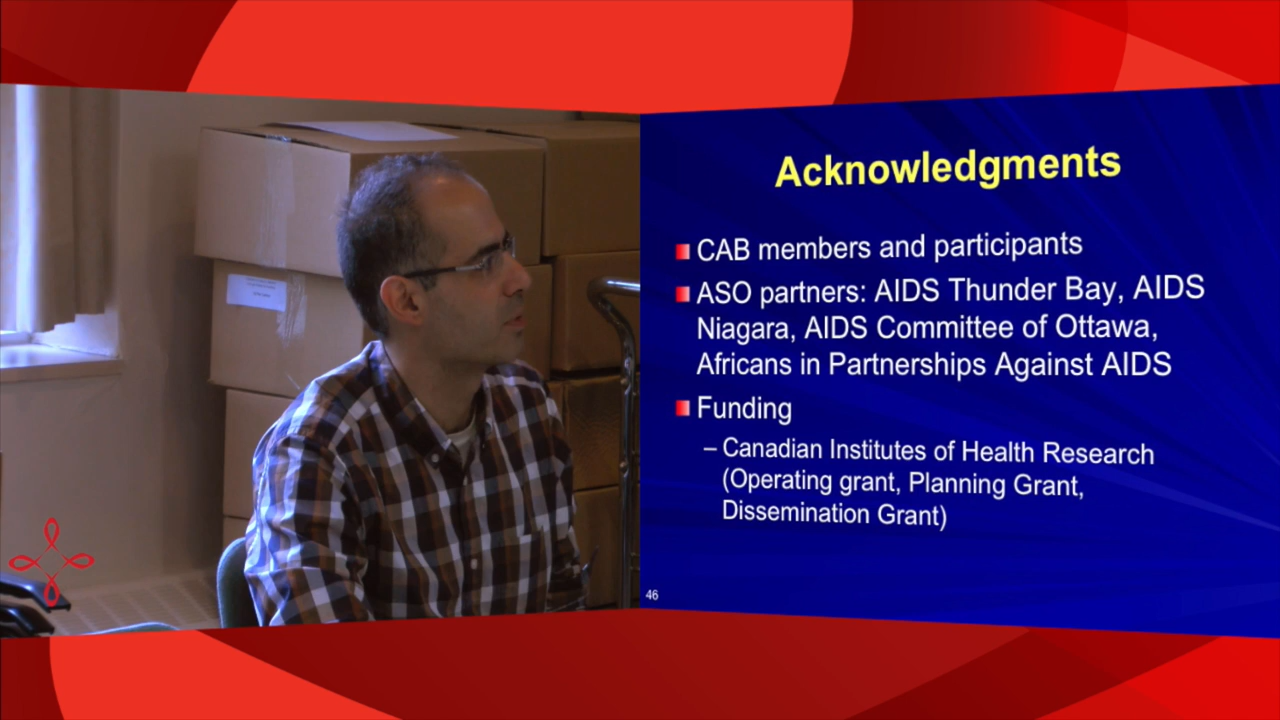 Acknowledgments
CAB members and participants
ASO partners: AIDS Thunder Bay, AIDS
Niagara, AIDS Committee of Ottawa,
Africans in Partnerships Against AIDS
Funding
– Canadian Institutes of Health Research
(Operating grant, Planning Grant,
Dissemination Grant)
46